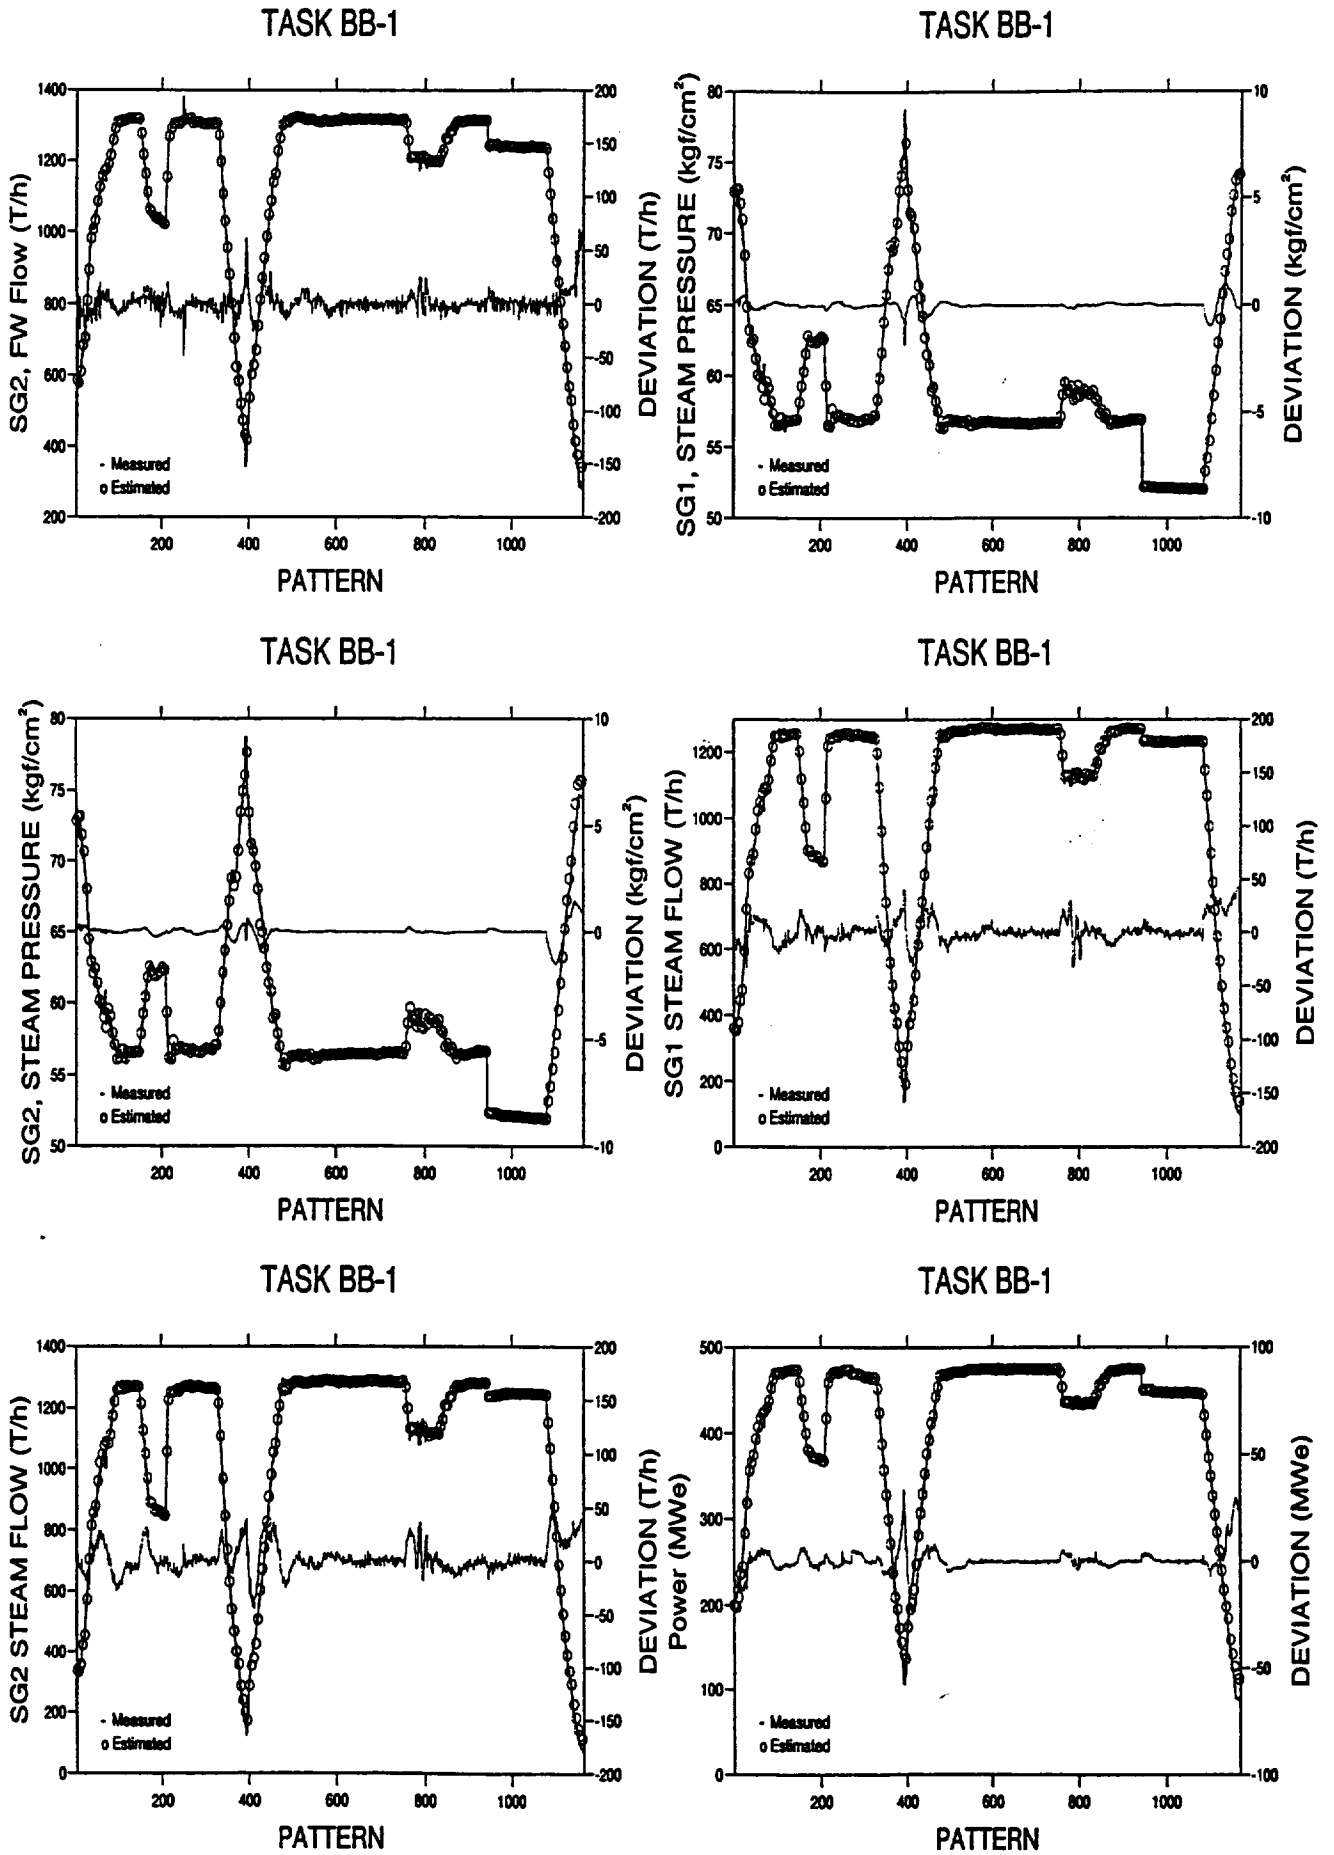 TASK BB-1
SG2, FW Flow (T/h)
1400
1200
1000
800
600
400
200
200
150
100
50
0
-50
-100
-150
-200
DEVIATION (T/h)
- Measured
o Estimated
200 400 600 800 1000
PATTERN
TASK BB-1
SG1, STEAM PRESSURE (kgf/cm²)
80
75
70
65
60
55
50
10
5
0
-5
-10
DEVIATION (kgf/cm²)
- Measured
o Estimated
200 400 600 800 1000
PATTERN
TASK BB-1
SG2, STEAM PRESSURE (kgf/cm²)
80
75
70
65
60
55
50
10
5
0
-5
-10
DEVIATION (kgf/cm²)
- Measured
o Estimated
200 400 600 800 1000
PATTERN
TASK BB-1
SG1 STEAM FLOW (T/h)
1200
1000
800
600
400
200
0
200
150
100
50
0
-50
-100
-150
-200
DEVIATION (T/h)
- Measured
o Estimated
200 400 600 800 1000
PATTERN
TASK BB-1
SG2 STEAM FLOW (T/h)
1400
1200
1000
800
600
400
200
0
200
150
100
50
0
-50
-100
-150
-200
DEVIATION (T/h)
- Measured
o Estimated
200 400 600 800 1000
PATTERN
TASK BB-1
Power (MWe)
500
400
300
200
100
0
100
50
0
-50
-100
DEVIATION (MWe)
- Measured
o Estimated
200 400 600 800 1000
PATTERN